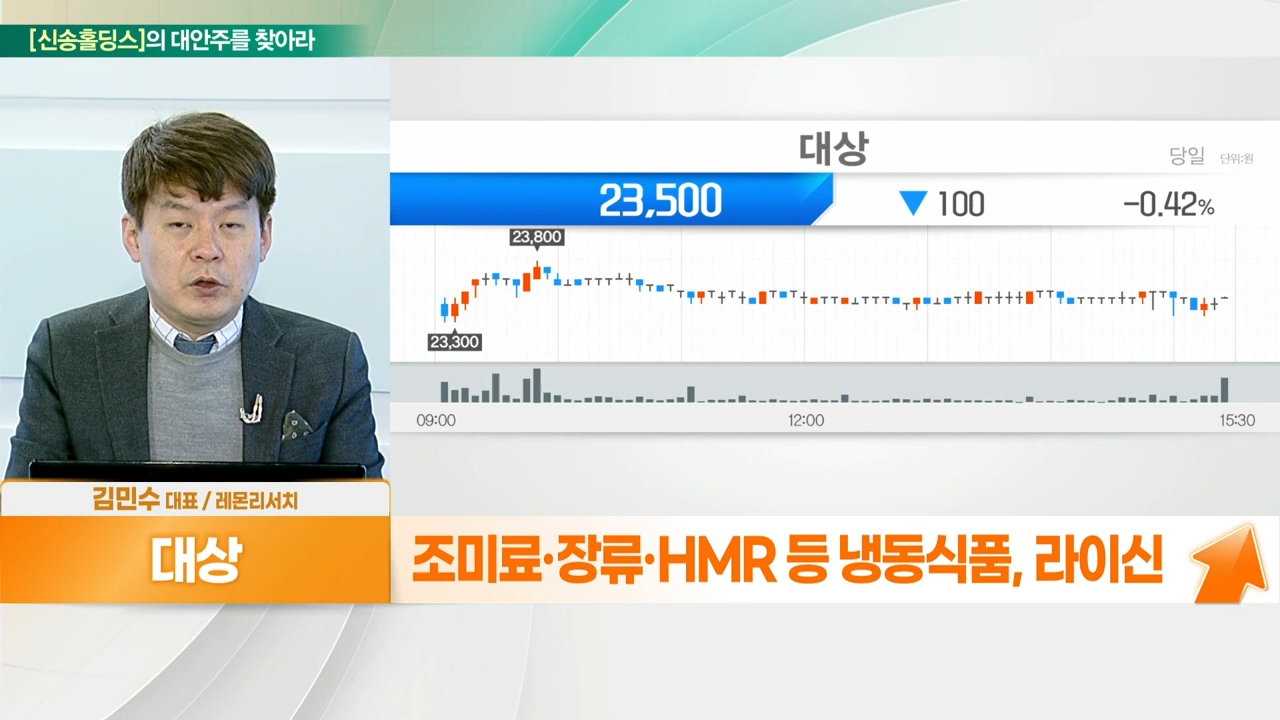 [신송홀딩스]의 대안주를 찾아라
대상
당일 단위:원
23,500 ▼ 100 -0.42%
23,800
23,300
09:00 12:00 15:30
김민수 대표 / 레몬리서치
대상
조미료·장류·HMR 등 냉동식품, 라이신